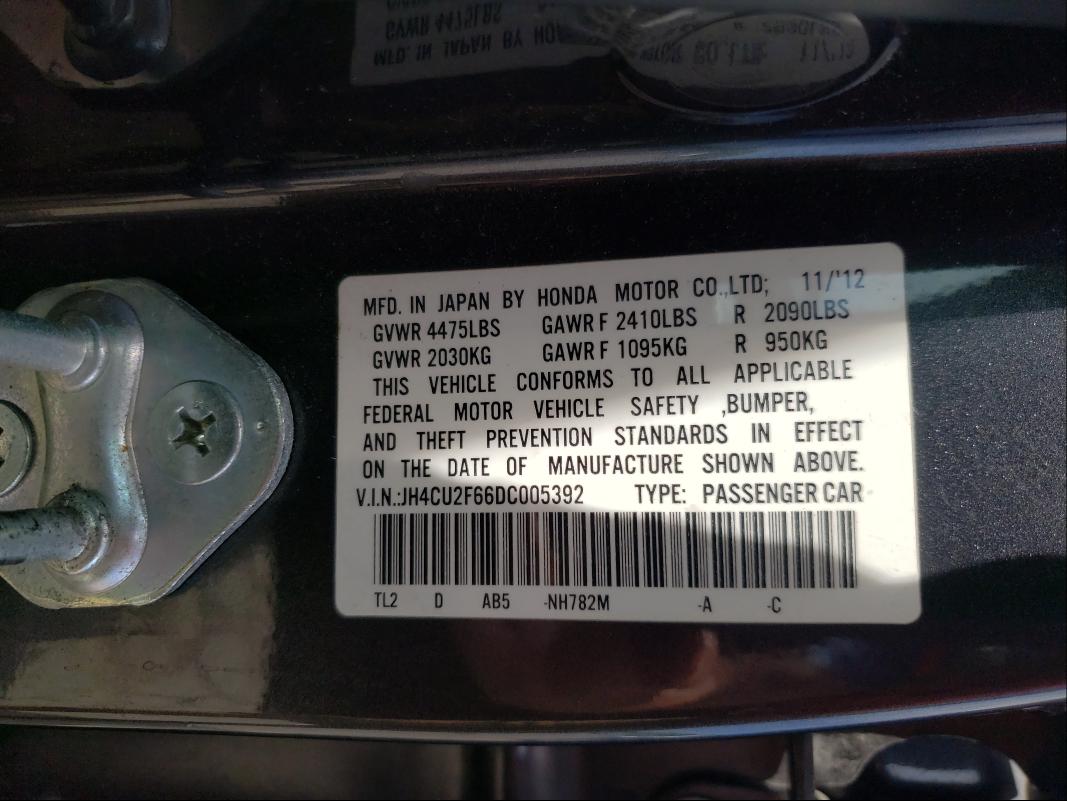 MFD. IN JAPAN BY HONDA MOTOR CO.,LTD; 11/'12
GVWR 4475LBS GAWR F 2410LBS R 2090LBS
GVWR 2030KG GAWR F 1095KG R 950KG
THIS VEHICLE CONFORMS TO ALL APPLICABLE
FEDERAL MOTOR VEHICLE SAFETY ,BUMPER,
AND THEFT PREVENTION STANDARDS IN EFFECT
ON THE DATE OF MANUFACTURE SHOWN ABOVE.
V.I.N.:JH4CU2F66DC005392 TYPE: PASSENGER CAR
TL2 D AB5 -NH782M -A -C